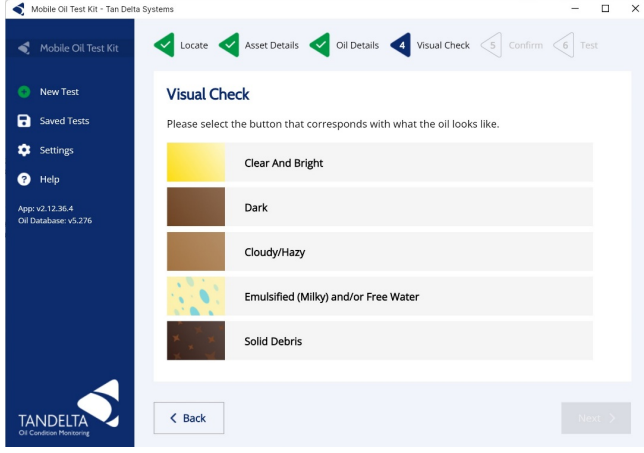 Mobile Oil Test Kit - Tan Delta Systems
Mobile Oil Test Kit
Locate
Asset Details
Oil Details
4 Visual Check
5 Confirm
6 Test
New Test
Saved Tests
Settings
? Help
App: v2.12.36.4
Oil Database: v5.276
Visual Check
Please select the button that corresponds with what the oil looks like.
Clear And Bright
Dark
Cloudy/Hazy
Emulsified (Milky) and/or Free Water
Solid Debris
TANDELTA
Oil Condition Monitoring
< Back
Next >